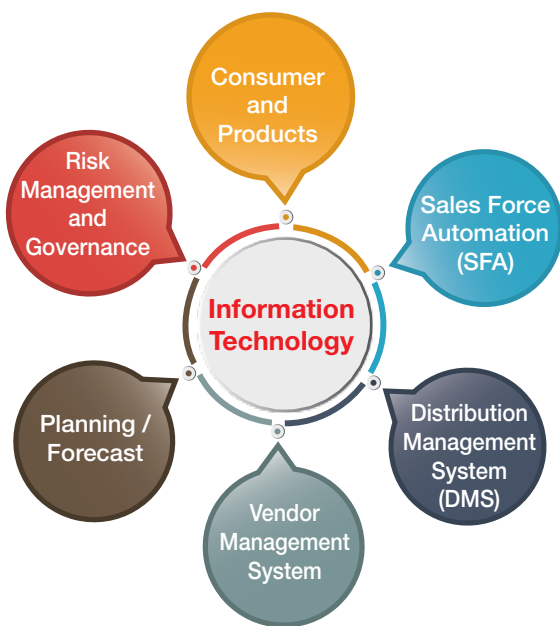 Consumer
and
Products
Sales Force
Automation
(SFA)
Distribution
Management
System
(DMS)
Vendor
Management
System
Planning /
Forecast
Risk
Management
and
Governance
Information
Technology